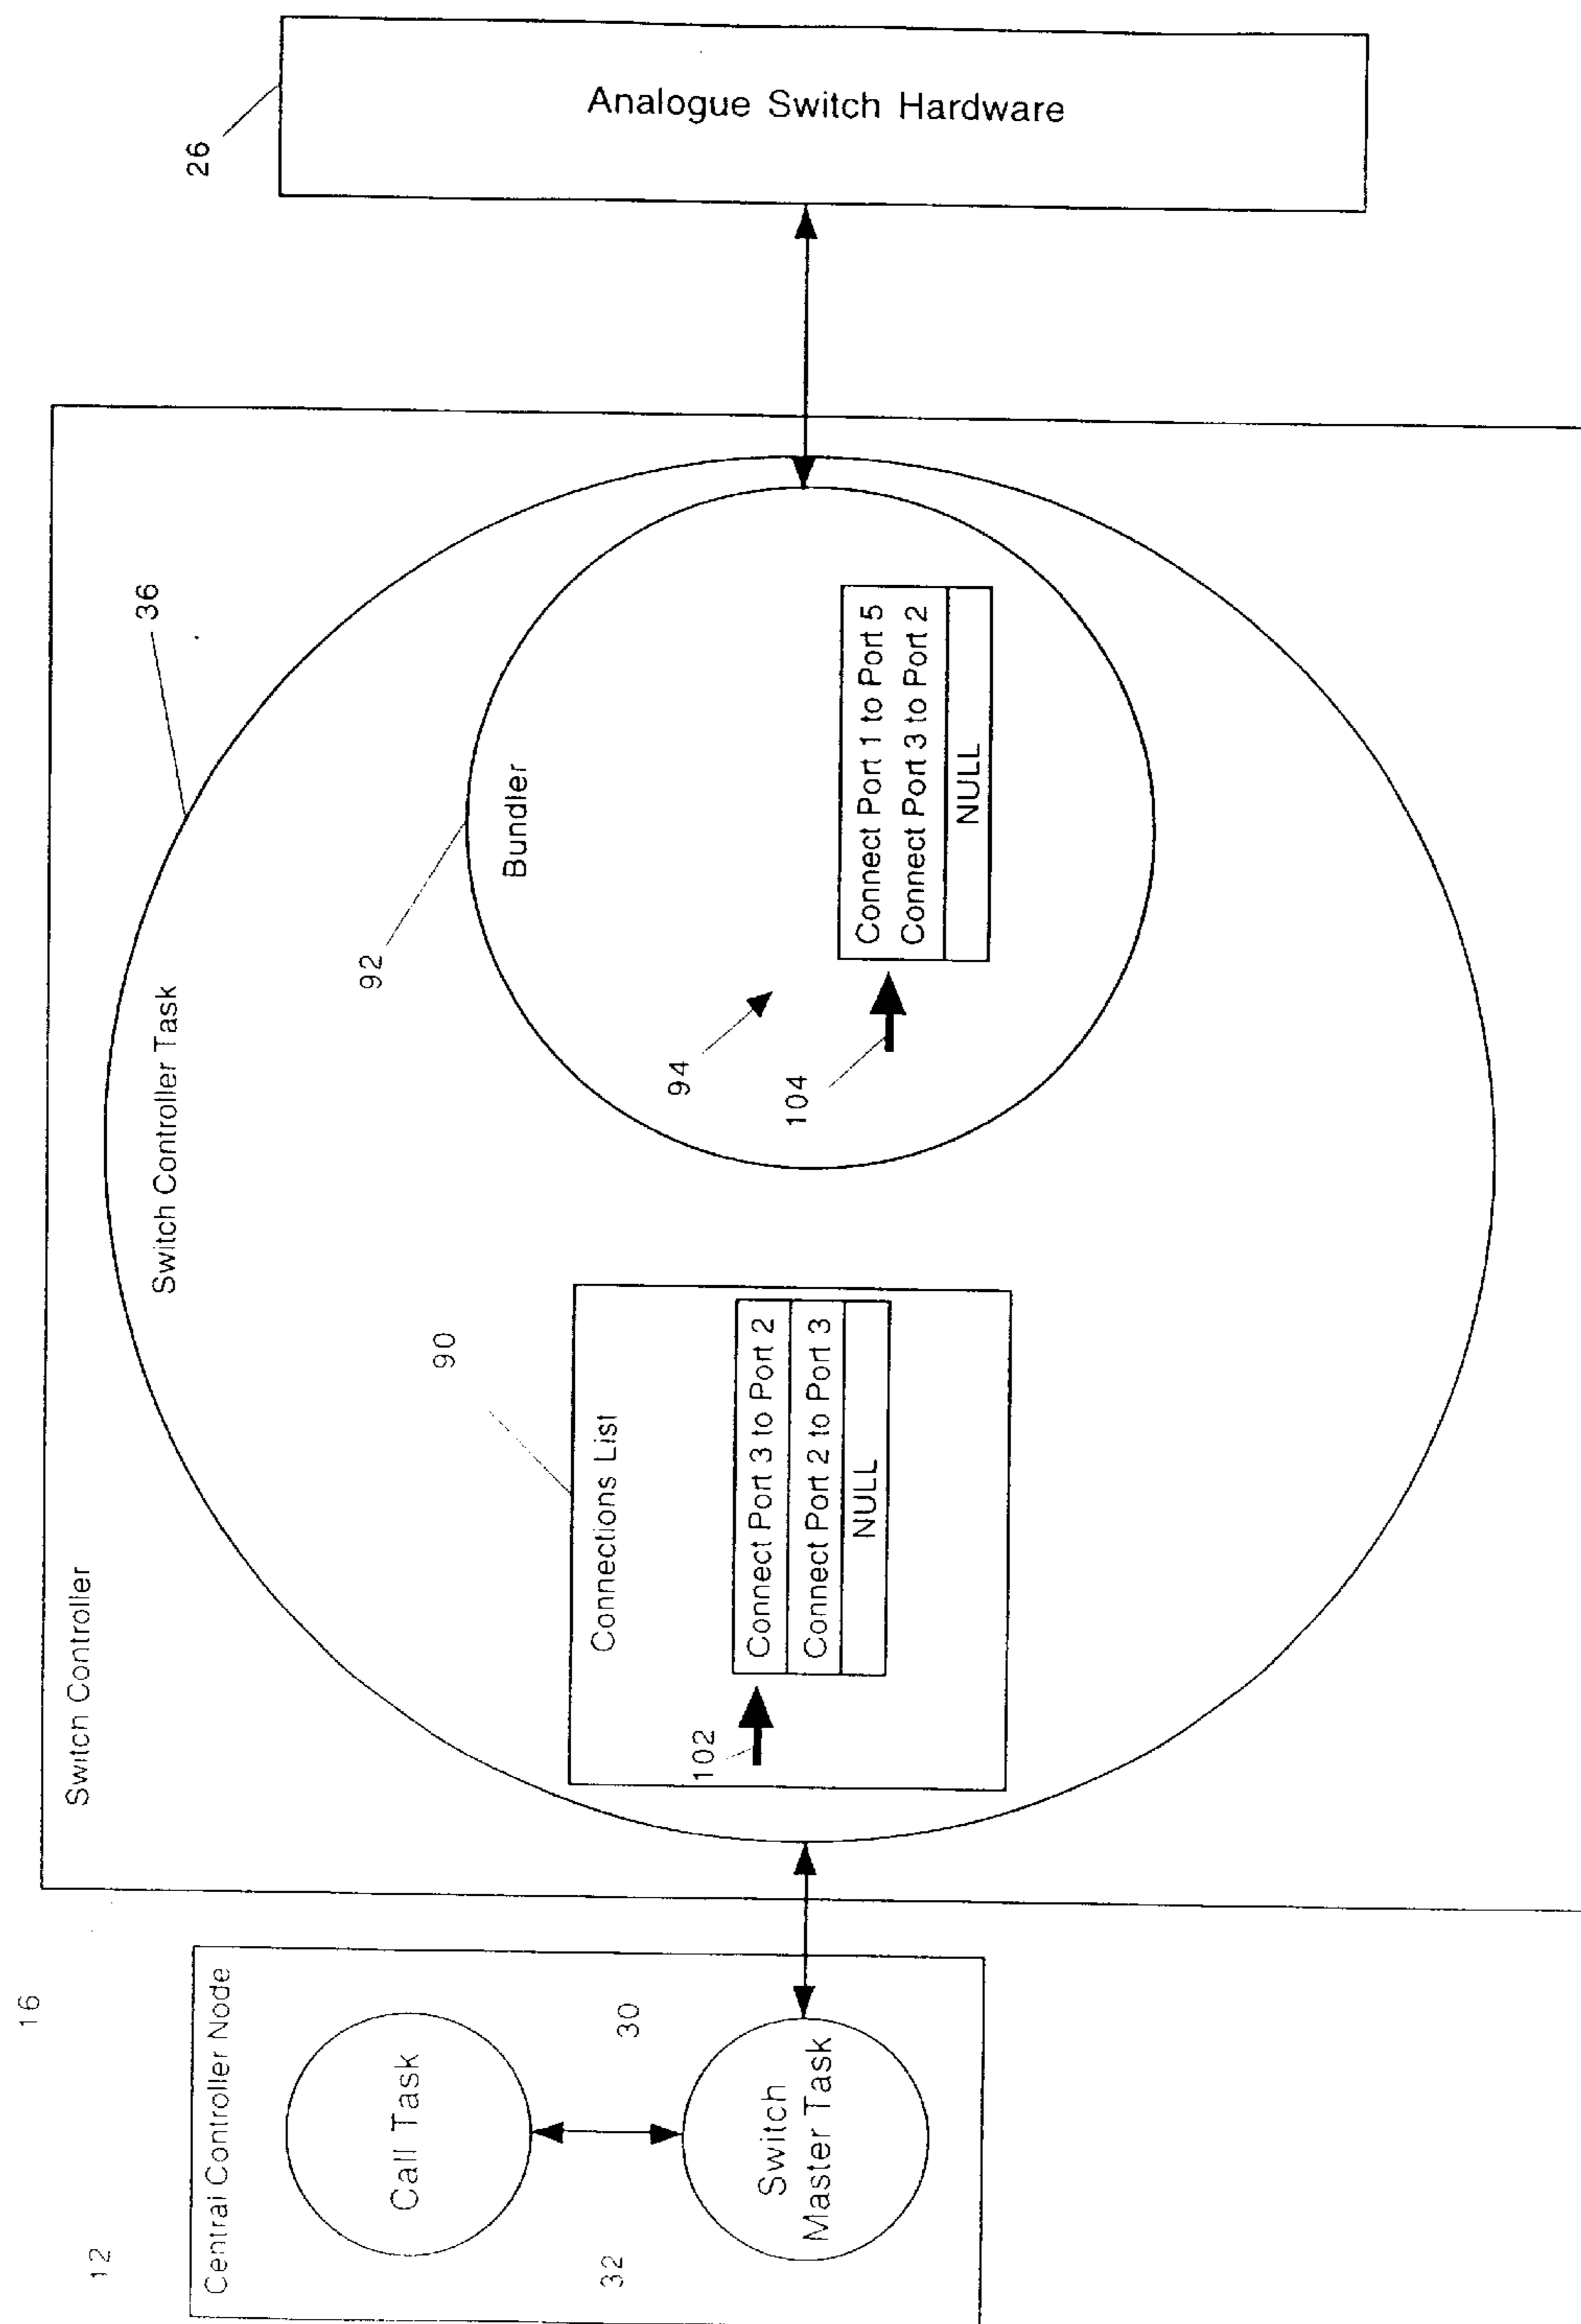 16
12
Central Controller Node
Call Task
30
32
Switch
Master Task
Switch Controller
Switch Controller Task
36
90
Connections List
102
Connect Port 3 to Port 2
Connect Port 2 to Port 3
NULL
92
Bundler
94
104
Connect Port 1 to Port 5
Connect Port 3 to Port 2
NULL
26
Analogue Switch Hardware